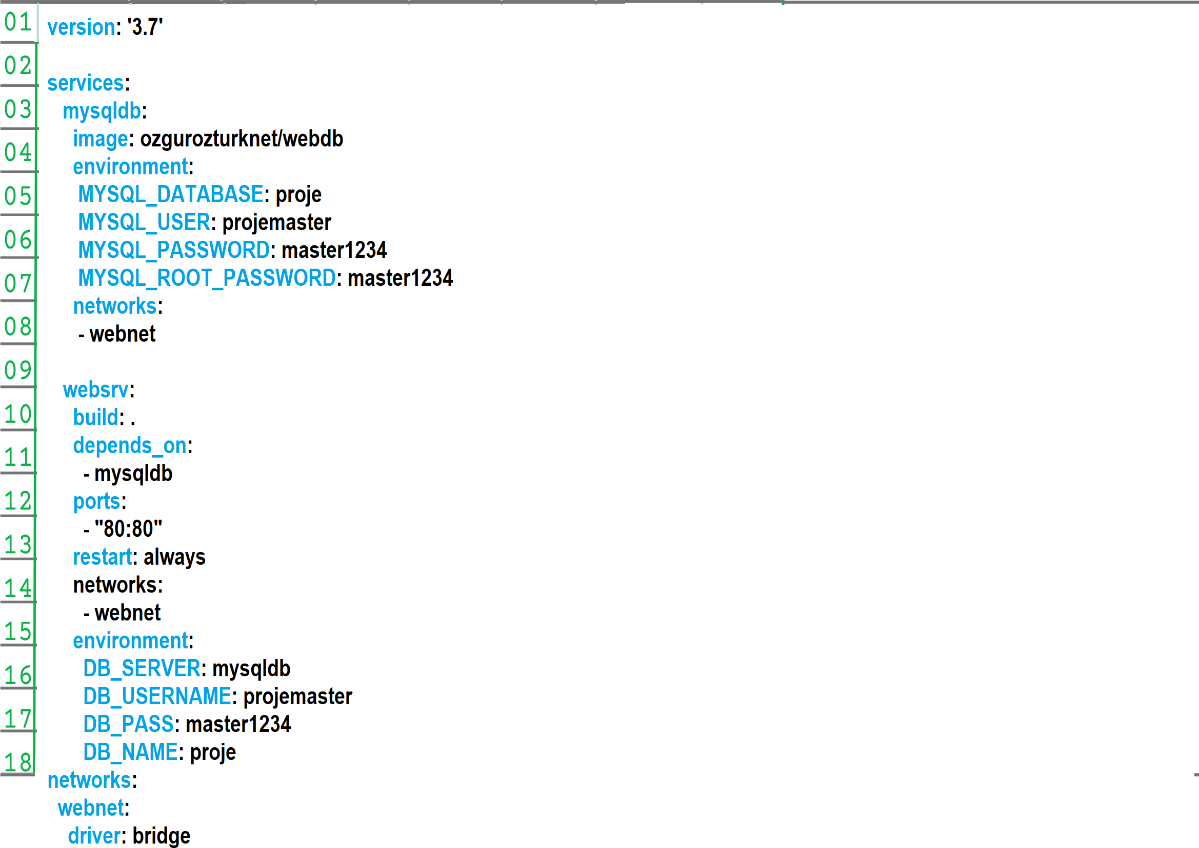 01
version: '3.7'
02
services:
03
mysqldb:
04
image: ozgurozturknet/webdb
environment:
05
MYSQL_DATABASE: proje
MYSQL_USER: projemaster
06
MYSQL_PASSWORD: master1234
07
MYSQL_ROOT_PASSWORD: master1234
networks:
08
- webnet
09
websrv:
10
build: .
depends_on:
11
- mysqldb
12
ports:
- "80:80"
13
restart: always
14
networks:
- webnet
15
environment:
16
DB_SERVER: mysqldb
DB_USERNAME: projemaster
17
DB_PASS: master1234
DB_NAME: proje
18
networks:
webnet:
driver: bridge